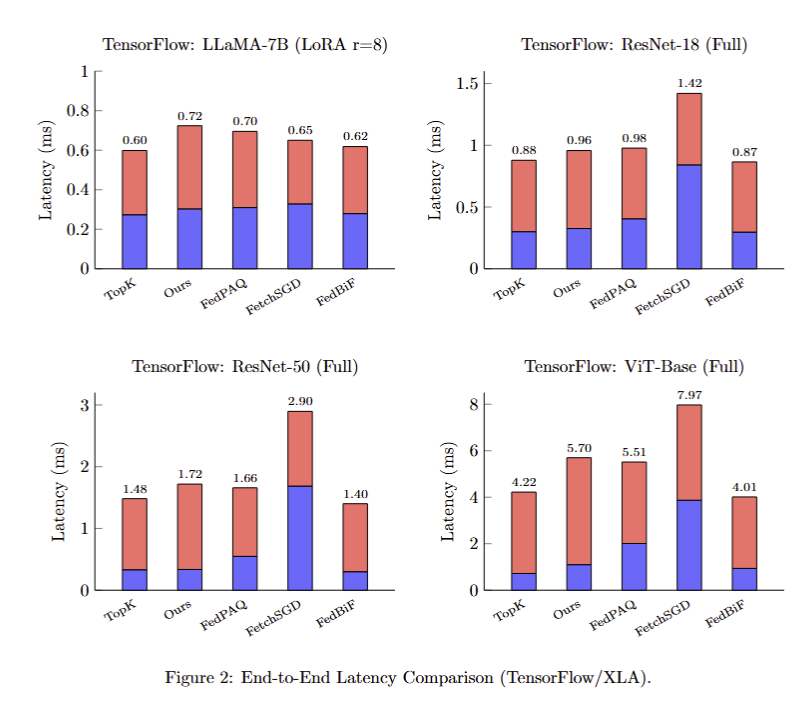 TensorFlow: LLaMA-7B (LoRA r=8)
Latency (ms)
1
0.8
0.6
0.4
0.2
0
0.60
0.72
0.70
0.65
0.62
TopK
Ours
FedPAQ
FetchSGD
FedBiF
TensorFlow: ResNet-18 (Full)
Latency (ms)
1.5
1
0.5
0
0.88
0.96
0.98
1.42
0.87
TopK
Ours
FedPAQ
FetchSGD
FedBiF
TensorFlow: ResNet-50 (Full)
Latency (ms)
3
2
1
0
1.48
1.72
1.66
2.90
1.40
TopK
Ours
FedPAQ
FetchSGD
FedBiF
TensorFlow: ViT-Base (Full)
Latency (ms)
8
6
4
2
0
4.22
5.70
5.51
7.97
4.01
TopK
Ours
FedPAQ
FetchSGD
FedBiF
Figure 2: End-to-End Latency Comparison (TensorFlow/XLA).